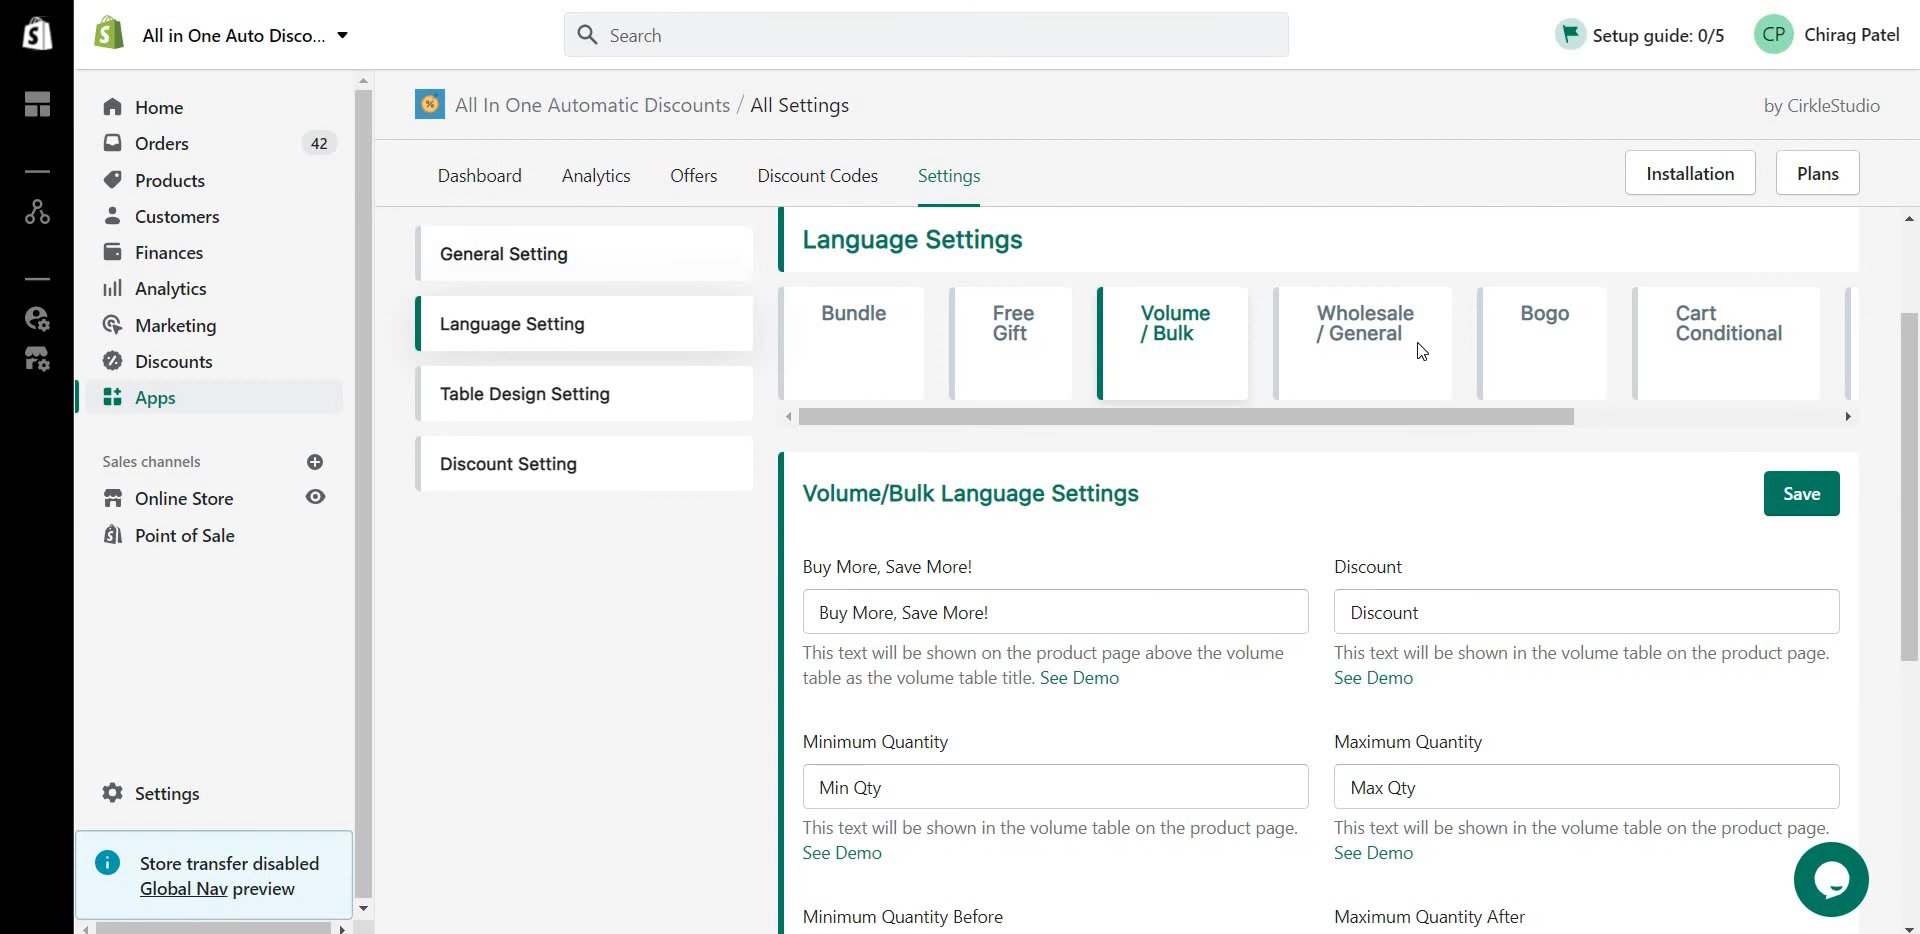 All in One Auto Disco...
Search
Setup guide: 0/5
CP
Chirag Patel
Home
Orders
42
Products
Customers
Finances
Analytics
Marketing
Discounts
Apps
Sales channels
Online Store
Point of Sale
Settings
Store transfer disabled
Global Nav preview
All In One Automatic Discounts / All Settings
by CirkleStudio
Dashboard
Analytics
Offers
Discount Codes
Settings
Installation
Plans
General Setting
Language Setting
Table Design Setting
Discount Setting
Language Settings
Bundle
Free
Gift
Volume
/ Bulk
Wholesale
/ General
Bogo
Cart
Conditional
Volume/Bulk Language Settings
Save
Buy More, Save More!
Buy More, Save More!
This text will be shown on the product page above the volume
table as the volume table title. See Demo
Discount
Discount
This text will be shown in the volume table on the product page.
See Demo
Minimum Quantity
Min Qty
This text will be shown in the volume table on the product page.
See Demo
Maximum Quantity
Max Qty
This text will be shown in the volume table on the product page.
See Demo
Minimum Quantity Before
Maximum Quantity After